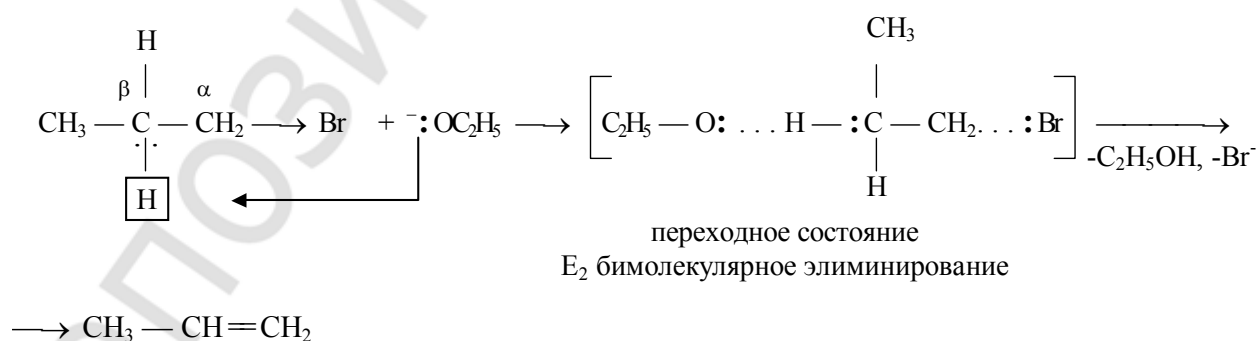 H
CH₃
β α
CH₃ — C — CH₂ → Br + ⁻:OC₂H₅ → [C₂H₅ — O: . . . H — :C — CH₂. . . :Br] →
-C₂H₅OH, -Br⁻
H
H
переходное состояние
E₂ бимолекулярное элиминирование
→ CH₃ — CH = CH₂